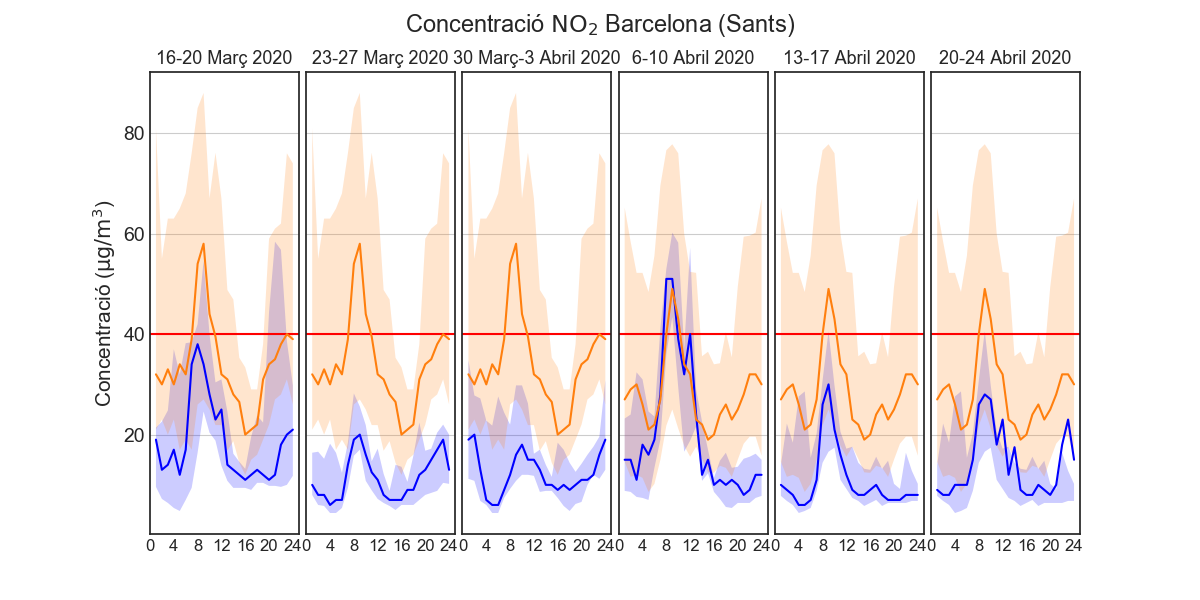 Concentració NO₂ Barcelona (Sants)
16-20 Març 2020 23-27 Març 2020 30 Març-3 Abril 2020 6-10 Abril 2020 13-17 Abril 2020 20-24 Abril 2020
Concentració (µg/m³)
80
60
40
20
0 4 8 12 16 20 24 0 4 8 12 16 20 24 0 4 8 12 16 20 24 0 4 8 12 16 20 24 0 4 8 12 16 20 24 0 4 8 12 16 20 24